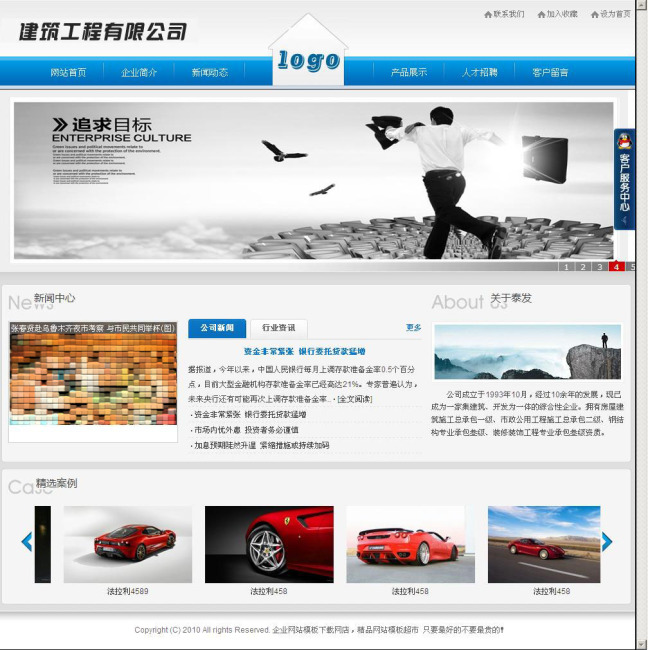 联系我们 加入收藏 设为首页
建筑工程有限公司
logo
网站首页 企业简介 新闻动态 产品展示 人才招聘 客户留言
追求目标
ENTERPRISE CULTURE
客户服务中心
1 2 3 4 5
News 新闻中心
张春贤赴乌鲁木齐夜市考察 与市民共同举杯(图)
公司新闻 行业资讯 更多
资金非常紧张 银行委托贷款猛增
据报道，今年以来，中国人民银行每月上调存款准备金率0.5个百分
点，目前大型金融机构存款准备金率已经高达21%。专家普遍认为，
未来央行还有可能再次上调存款准备金率...· [全文阅读]
· 资金非常紧张 银行委托贷款猛增
· 市场内忧外患 投资者务必谨慎
· 加息预期陡然升温 紧缩措施或持续加码
About us 关于泰发
公司成立于1993年10月，经过10余年的发展，现已
成为一家集建筑、开发为一体的综合性企业。拥有房屋建
筑施工总承包一级、市政公用工程施工总承包二级、钢结
构专业承包叁级、装修装饰工程专业承包叁级资质。
Case 精选案例
法拉利4589 法拉利458 法拉利458 法拉利458
Copyright (C) 2010 All rights Reserved. 企业网站模板下载网店，精品网站模板超市 只要最好的不要最贵的!!